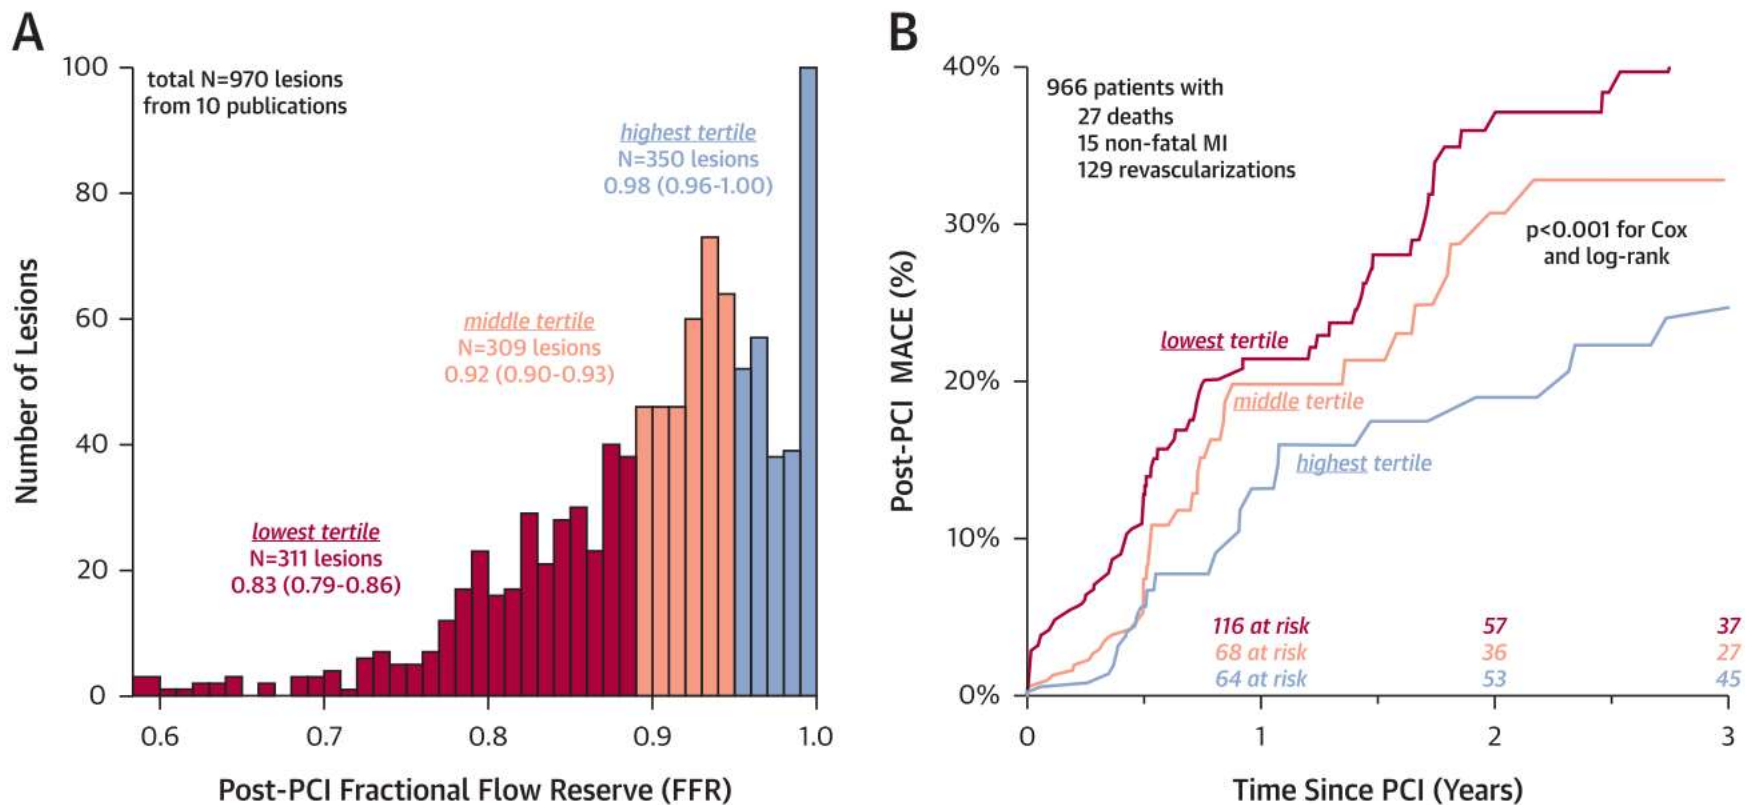 A
100
80
60
40
20
0
Number of Lesions
total N=970 lesions
from 10 publications
highest tertile
N=350 lesions
0.98 (0.96-1.00)
middle tertile
N=309 lesions
0.92 (0.90-0.93)
lowest tertile
N=311 lesions
0.83 (0.79-0.86)
0.6 0.7 0.8 0.9 1.0
Post-PCI Fractional Flow Reserve (FFR)
B
40%
30%
20%
10%
0%
Post-PCI MACE (%)
966 patients with
27 deaths
15 non-fatal MI
129 revascularizations
p<0.001 for Cox
and log-rank
lowest tertile
middle tertile
highest tertile
116 at risk 57 37
68 at risk 36 27
64 at risk 53 45
0 1 2 3
Time Since PCI (Years)